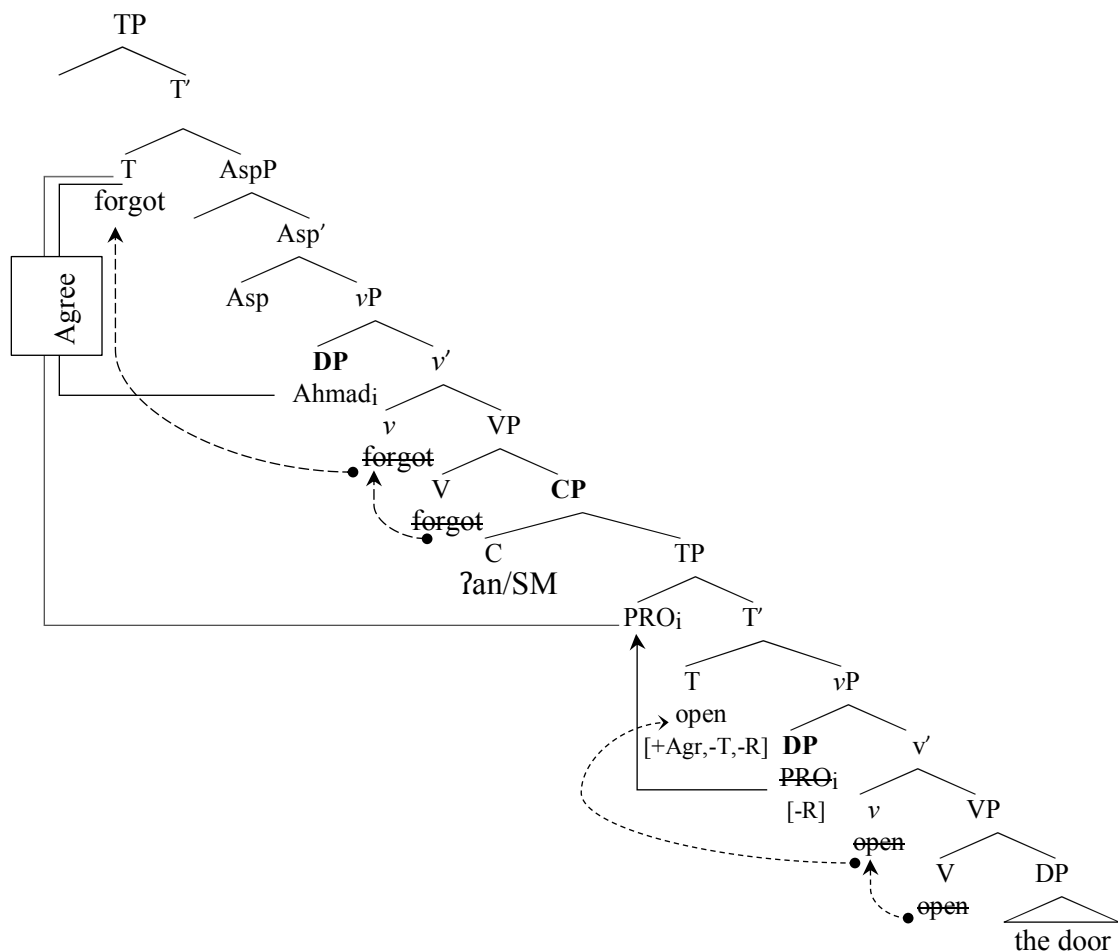 TP
T′
T AspP
forgot
Asp′
Agree
Asp vP
DP v′
Ahmadi
v VP
forgot
V CP
forgot
C TP
ʔan/SM
PROi T′
T vP
open
[+Agr,-T,-R] DP v′
PROi
[-R] v VP
open
V DP
open
the door